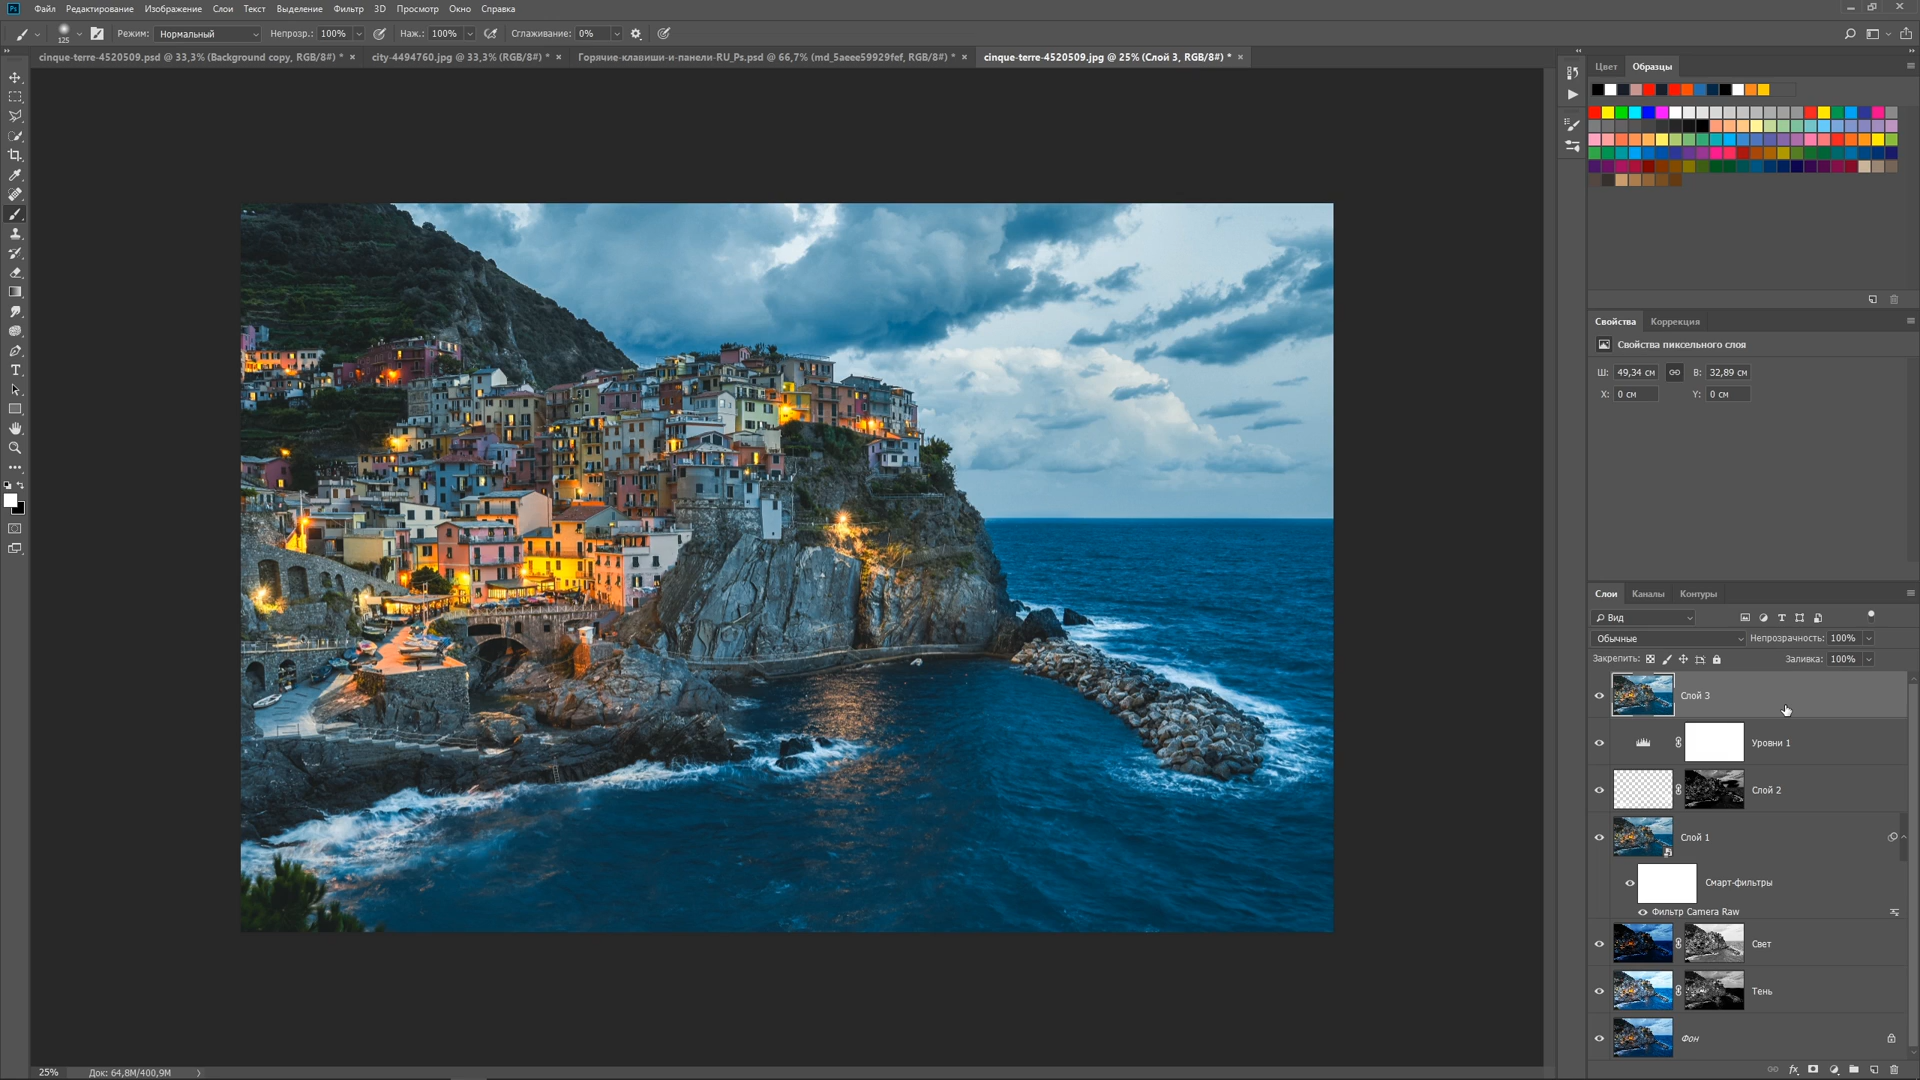 Ps Файл Редактирование Изображение Слои Текст Выделение Фильтр 3D Просмотр Окно Справка
125 Режим: Нормальный Непрозр.: 100% Наж.: 100% Сглаживание: 0%
cinque-terre-4520509.psd @ 33,3% (Background copy, RGB/8#) * × city-4494760.jpg @ 33,3% (RGB/8#) * × Горячие-клавиши-и-панели-RU_Ps.psd @ 66,7% (md_5aeee59929fef, RGB/8#) * × cinque-terre-4520509.jpg @ 25% (Слой 3, RGB/8#) * ×
Цвет Образцы
Свойства Коррекция
Свойства пиксельного слоя
Ш: 49,34 см В: 32,89 см
X: 0 см Y: 0 см
Слои Каналы Контуры
Вид
Обычные Непрозрачность: 100%
Закрепить: Заливка: 100%
Слой 3
Уровни 1
Слой 2
Слой 1
Смарт-фильтры
Фильтр Camera Raw
Свет
Тень
Фон
25% Док: 64,8M/400,9M